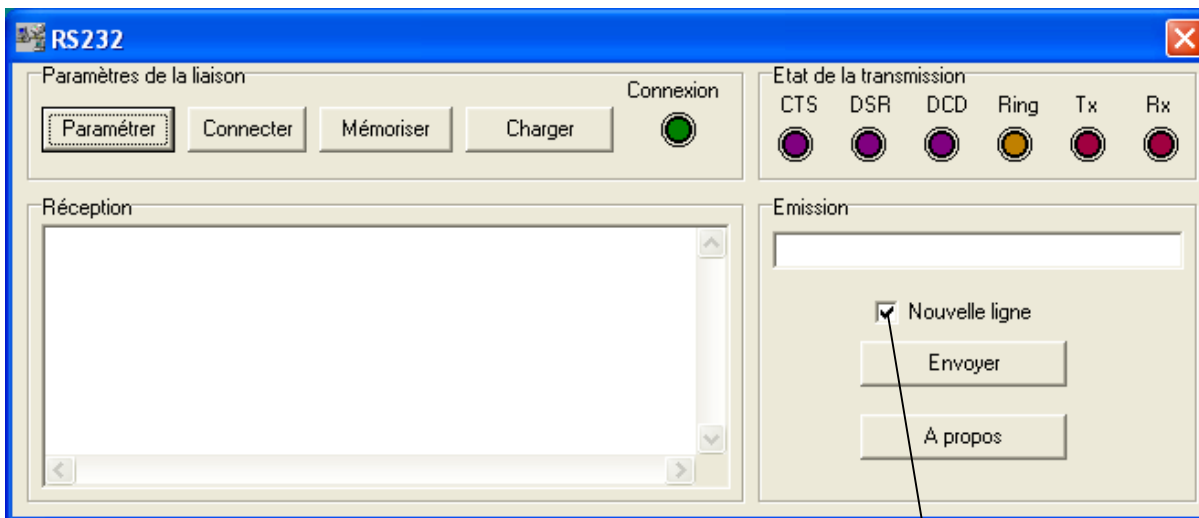 RS232
Paramètres de la liaison
Connexion
Paramétrer Connecter Mémoriser Charger
Etat de la transmission
CTS DSR DCD Ring Tx Rx
Réception
Emission
Nouvelle ligne
Envoyer
A propos